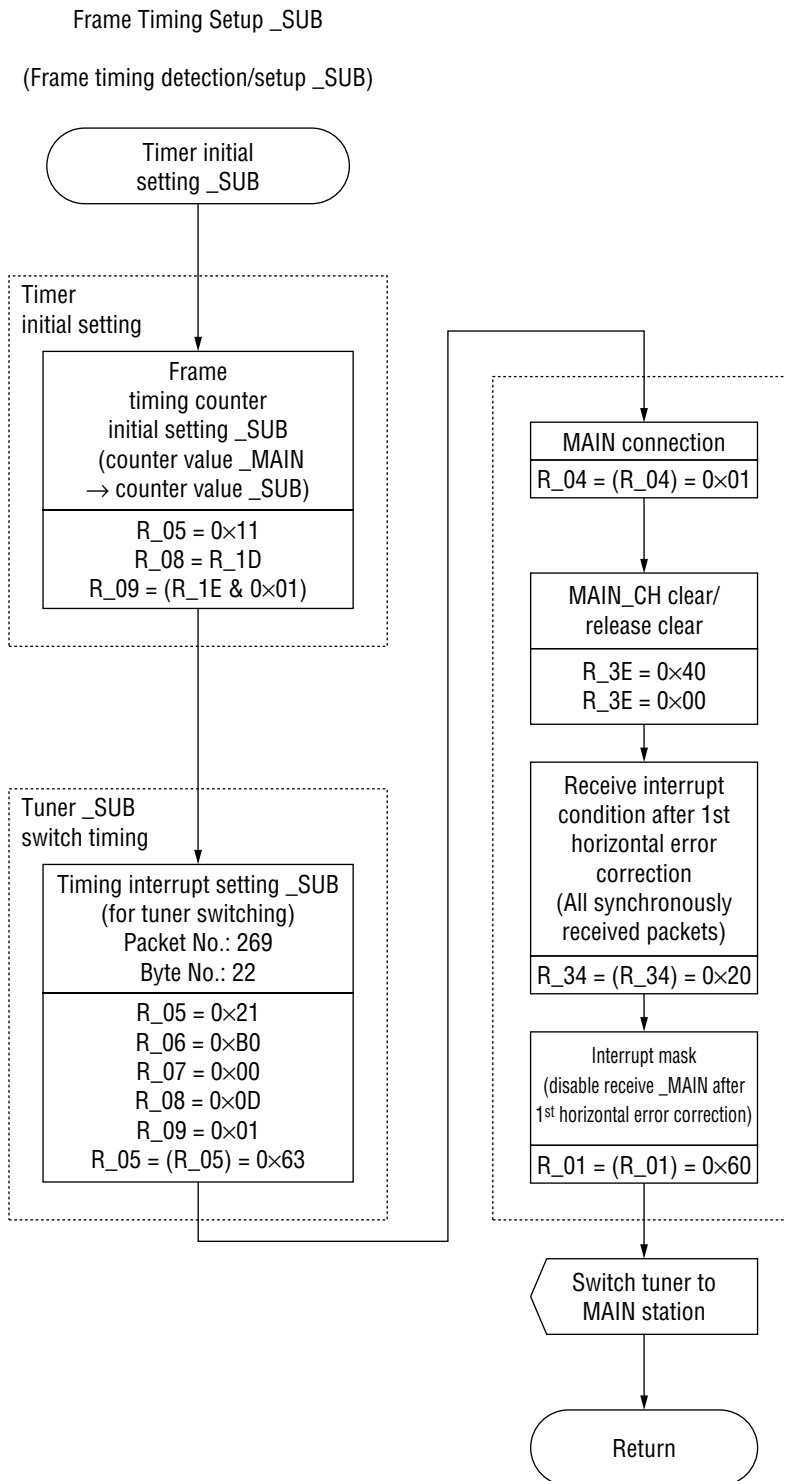 Frame Timing Setup _SUB
(Frame timing detection/setup _SUB)
Timer initial
setting _SUB
Timer
initial setting
Frame
timing counter
initial setting _SUB
(counter value _MAIN
→ counter value _SUB)
R_05 = 0×11
R_08 = R_1D
R_09 = (R_1E & 0×01)
Tuner _SUB
switch timing
Timing interrupt setting _SUB
(for tuner switching)
Packet No.: 269
Byte No.: 22
R_05 = 0×21
R_06 = 0×B0
R_07 = 0×00
R_08 = 0×0D
R_09 = 0×01
R_05 = (R_05) = 0×63
MAIN connection
R_04 = (R_04) = 0×01
MAIN_CH clear/
release clear
R_3E = 0×40
R_3E = 0×00
Receive interrupt
condition after 1st
horizontal error
correction
(All synchronously
received packets)
R_34 = (R_34) = 0×20
Interrupt mask
(disable receive _MAIN after
1st horizontal error correction)
R_01 = (R_01) = 0×60
Switch tuner to
MAIN station
Return